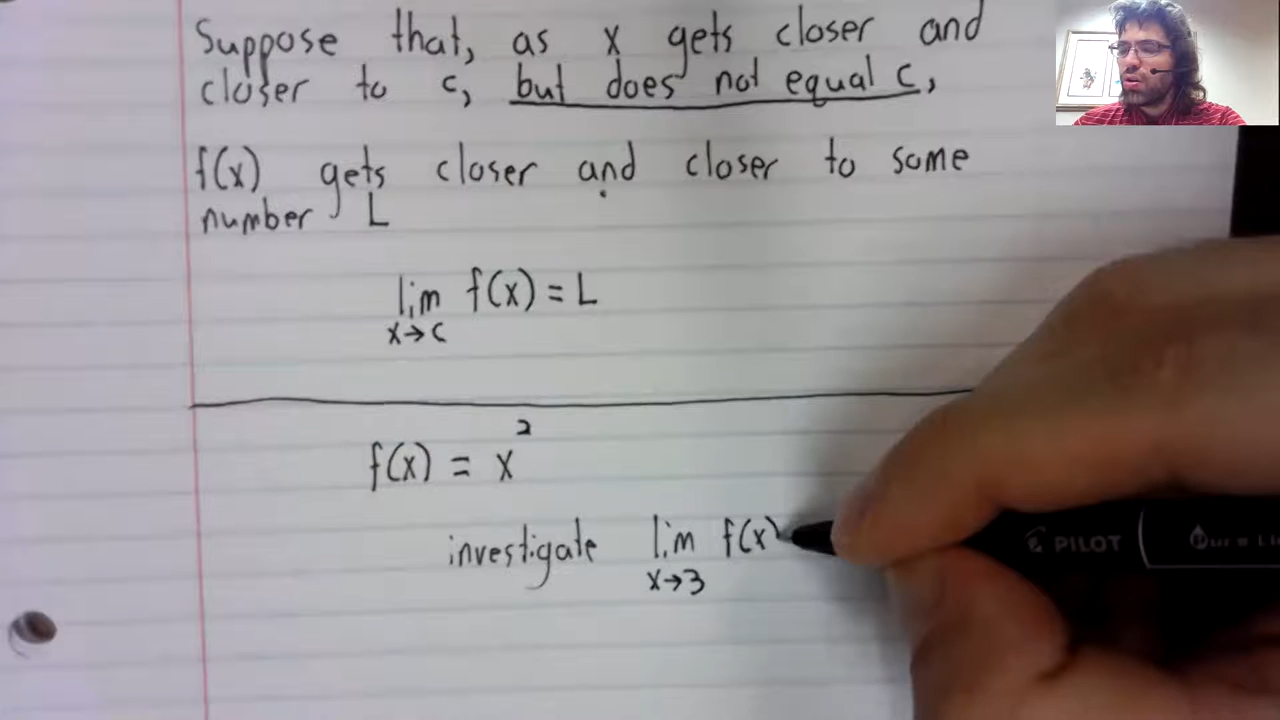 Suppose that, as x gets closer and
closer to c, but does not equal c,
f(x) gets closer and closer to some
number L
lim f(x) = L
x→c
f(x) = x²
investigate lim f(x)
x→3
PILOT